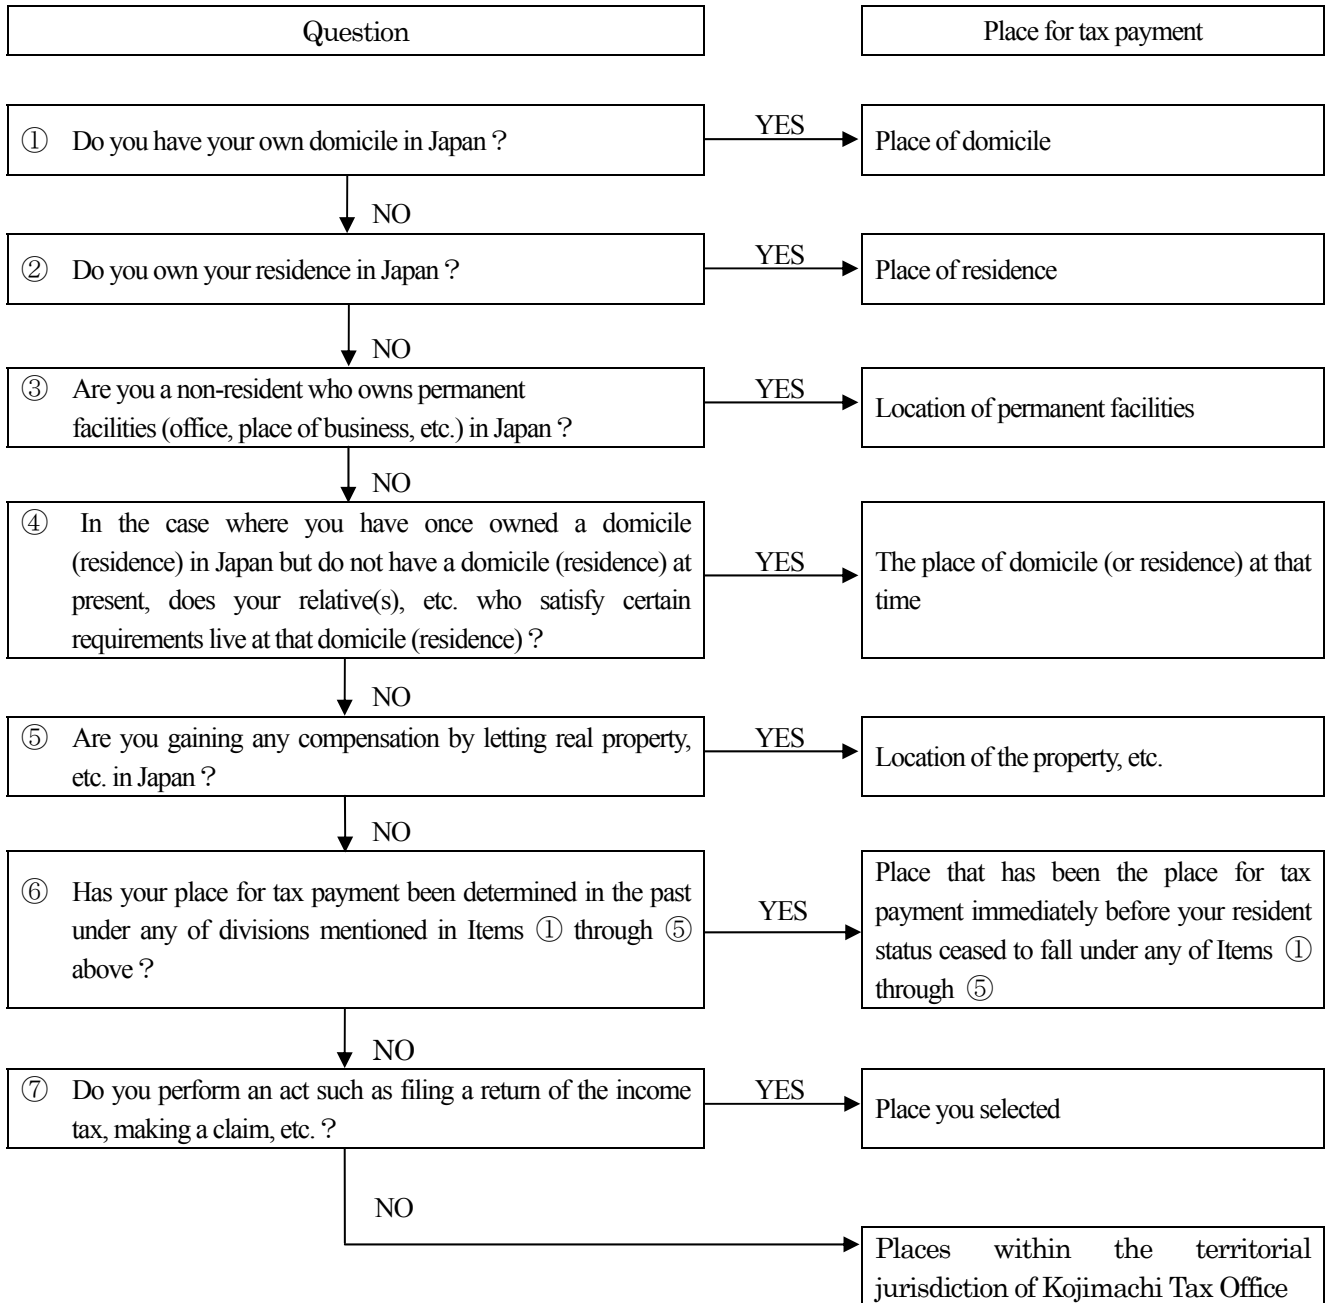 Question
Place for tax payment
① Do you have your own domicile in Japan？
YES
Place of domicile
NO
② Do you own your residence in Japan？
YES
Place of residence
NO
③ Are you a non-resident who owns permanent
facilities (office, place of business, etc.) in Japan？
YES
Location of permanent facilities
NO
④ In the case where you have once owned a domicile
(residence) in Japan but do not have a domicile (residence) at
present, does your relative(s), etc. who satisfy certain
requirements live at that domicile (residence)？
YES
The place of domicile (or residence) at that
time
NO
⑤ Are you gaining any compensation by letting real property,
etc. in Japan？
YES
Location of the property, etc.
NO
⑥ Has your place for tax payment been determined in the past
under any of divisions mentioned in Items ① through ⑤
above？
YES
Place that has been the place for tax
payment immediately before your resident
status ceased to fall under any of Items ①
through ⑤
NO
⑦ Do you perform an act such as filing a return of the income
tax, making a claim, etc.？
YES
Place you selected
NO
Places within the territorial
jurisdiction of Kojimachi Tax Office